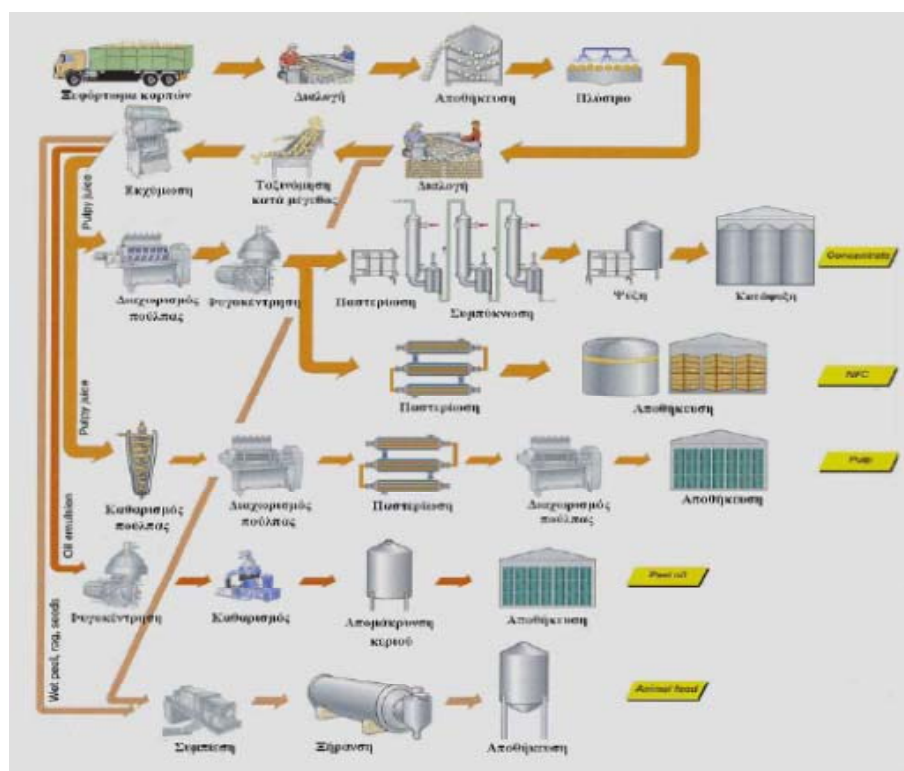 Ξεφόρτωμα καρπών
Διαλογή
Αποθήκευση
Πλύσιμο
Εκχύμωση
Ταξινόμηση
κατά μέγεθος
Διαλογή
Pulpy juice
Διαχωρισμός
πούλπας
Φυγοκέντρηση
Παστερίωση
Συμπύκνωση
Ψύξη
Κατάψυξη
Concentrate
Παστερίωση
Αποθήκευση
NFC
Pulpy juice
Καθαρισμός
πούλπας
Διαχωρισμός
πούλπας
Παστερίωση
Διαχωρισμός
πούλπας
Αποθήκευση
Pulp
Oil emulsion
Φυγοκέντρηση
Καθαρισμός
Απομάκρυνση
κεριού
Αποθήκευση
Peel oil
Wet peel, rag, seeds
Συμπίεση
Ξήρανση
Αποθήκευση
Animal feed